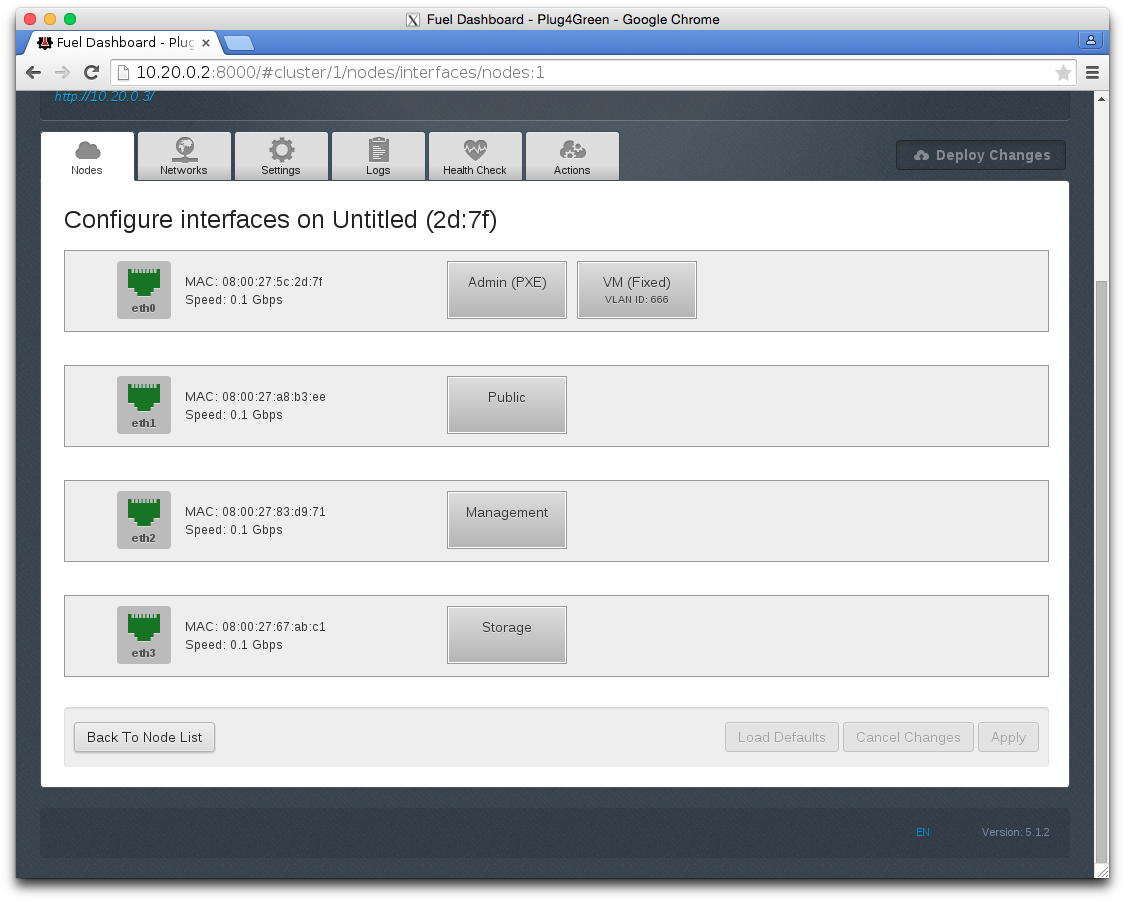 Fuel Dashboard - Plug4Green - Google Chrome
Fuel Dashboard - Plug
10.20.0.2:8000/#cluster/1/nodes/interfaces/nodes:1
http://10.20.0.3/
Nodes
Networks
Settings
Logs
Health Check
Actions
Deploy Changes
Configure interfaces on Untitled (2d:7f)
eth0
MAC: 08:00:27:5c:2d:7f
Speed: 0.1 Gbps
Admin (PXE)
VM (Fixed)
VLAN ID: 666
eth1
MAC: 08:00:27:a8:b3:ee
Speed: 0.1 Gbps
Public
eth2
MAC: 08:00:27:83:d9:71
Speed: 0.1 Gbps
Management
eth3
MAC: 08:00:27:67:ab:c1
Speed: 0.1 Gbps
Storage
Back To Node List
Load Defaults
Cancel Changes
Apply
EN
Version: 5.1.2